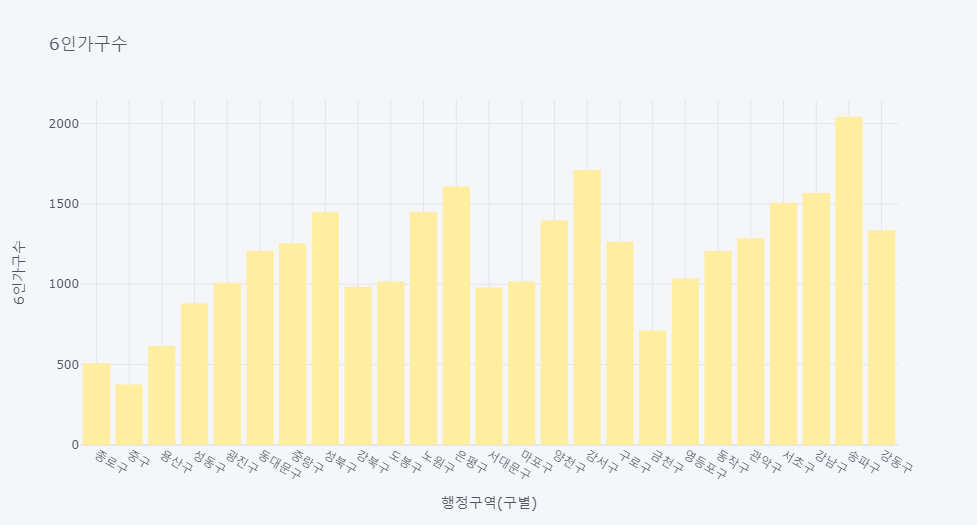 6인가구수
2000
1500
1000
500
0
6인가구수
종로구
중구
용산구
성동구
광진구
동대문구
중랑구
성북구
강북구
도봉구
노원구
은평구
서대문구
마포구
양천구
강서구
구로구
금천구
영등포구
동작구
관악구
서초구
강남구
송파구
강동구
행정구역(구별)